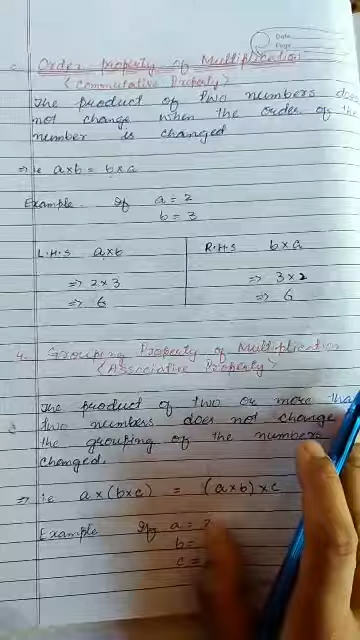 Date
Page
Order property of Multiplication
<Commutative Property>
The product of two numbers does
not change when the order of the
number is changed
⇒ i.e a×b = b×a
Example If a = 2
b = 3
L.H.S a×b R.H.S b×a
⇒ 2×3 ⇒ 3×2
⇒ 6 ⇒ 6
4. Grouping Property of Multiplication
<Associative Property>
The product of two or more than
two numbers does not change
the grouping of the numbers
changed.
⇒ i.e a×(b×c) = (a×b)×c
Example If a = 2
b =
c =